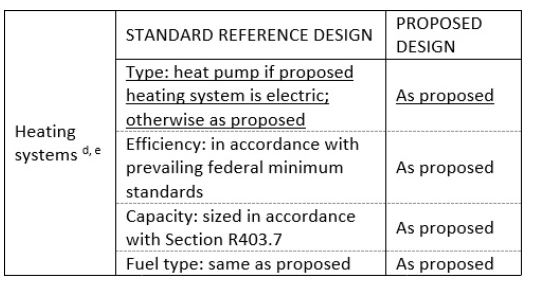 STANDARD REFERENCE DESIGN
PROPOSED
DESIGN
Heating
systems d, e
Type: heat pump if proposed
heating system is electric;
otherwise as proposed
As proposed
Efficiency: in accordance with
prevailing federal minimum
standards
As proposed
Capacity: sized in accordance
with Section R403.7
As proposed
Fuel type: same as proposed
As proposed